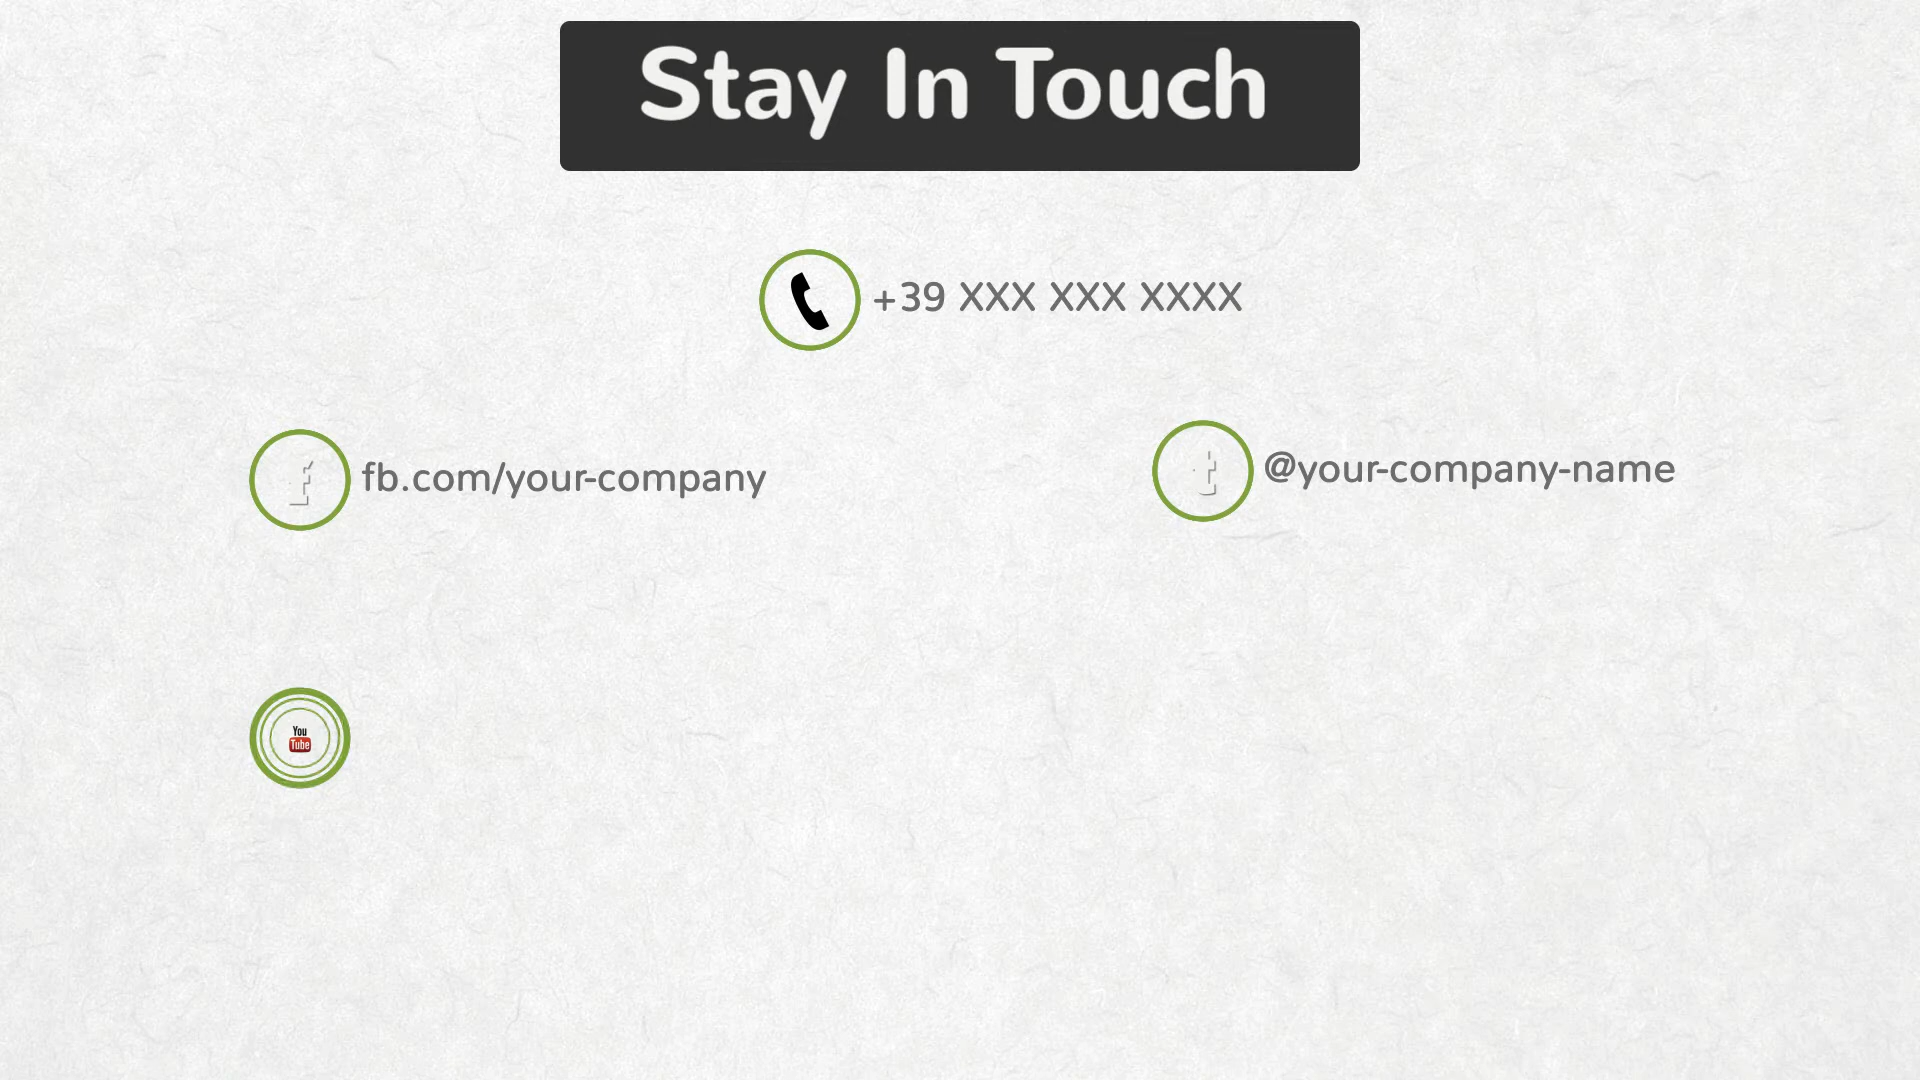 Stay In Touch
+39 XXX XXX XXXX
f
fb.com/your-company
t
@your-company-name
You
Tube